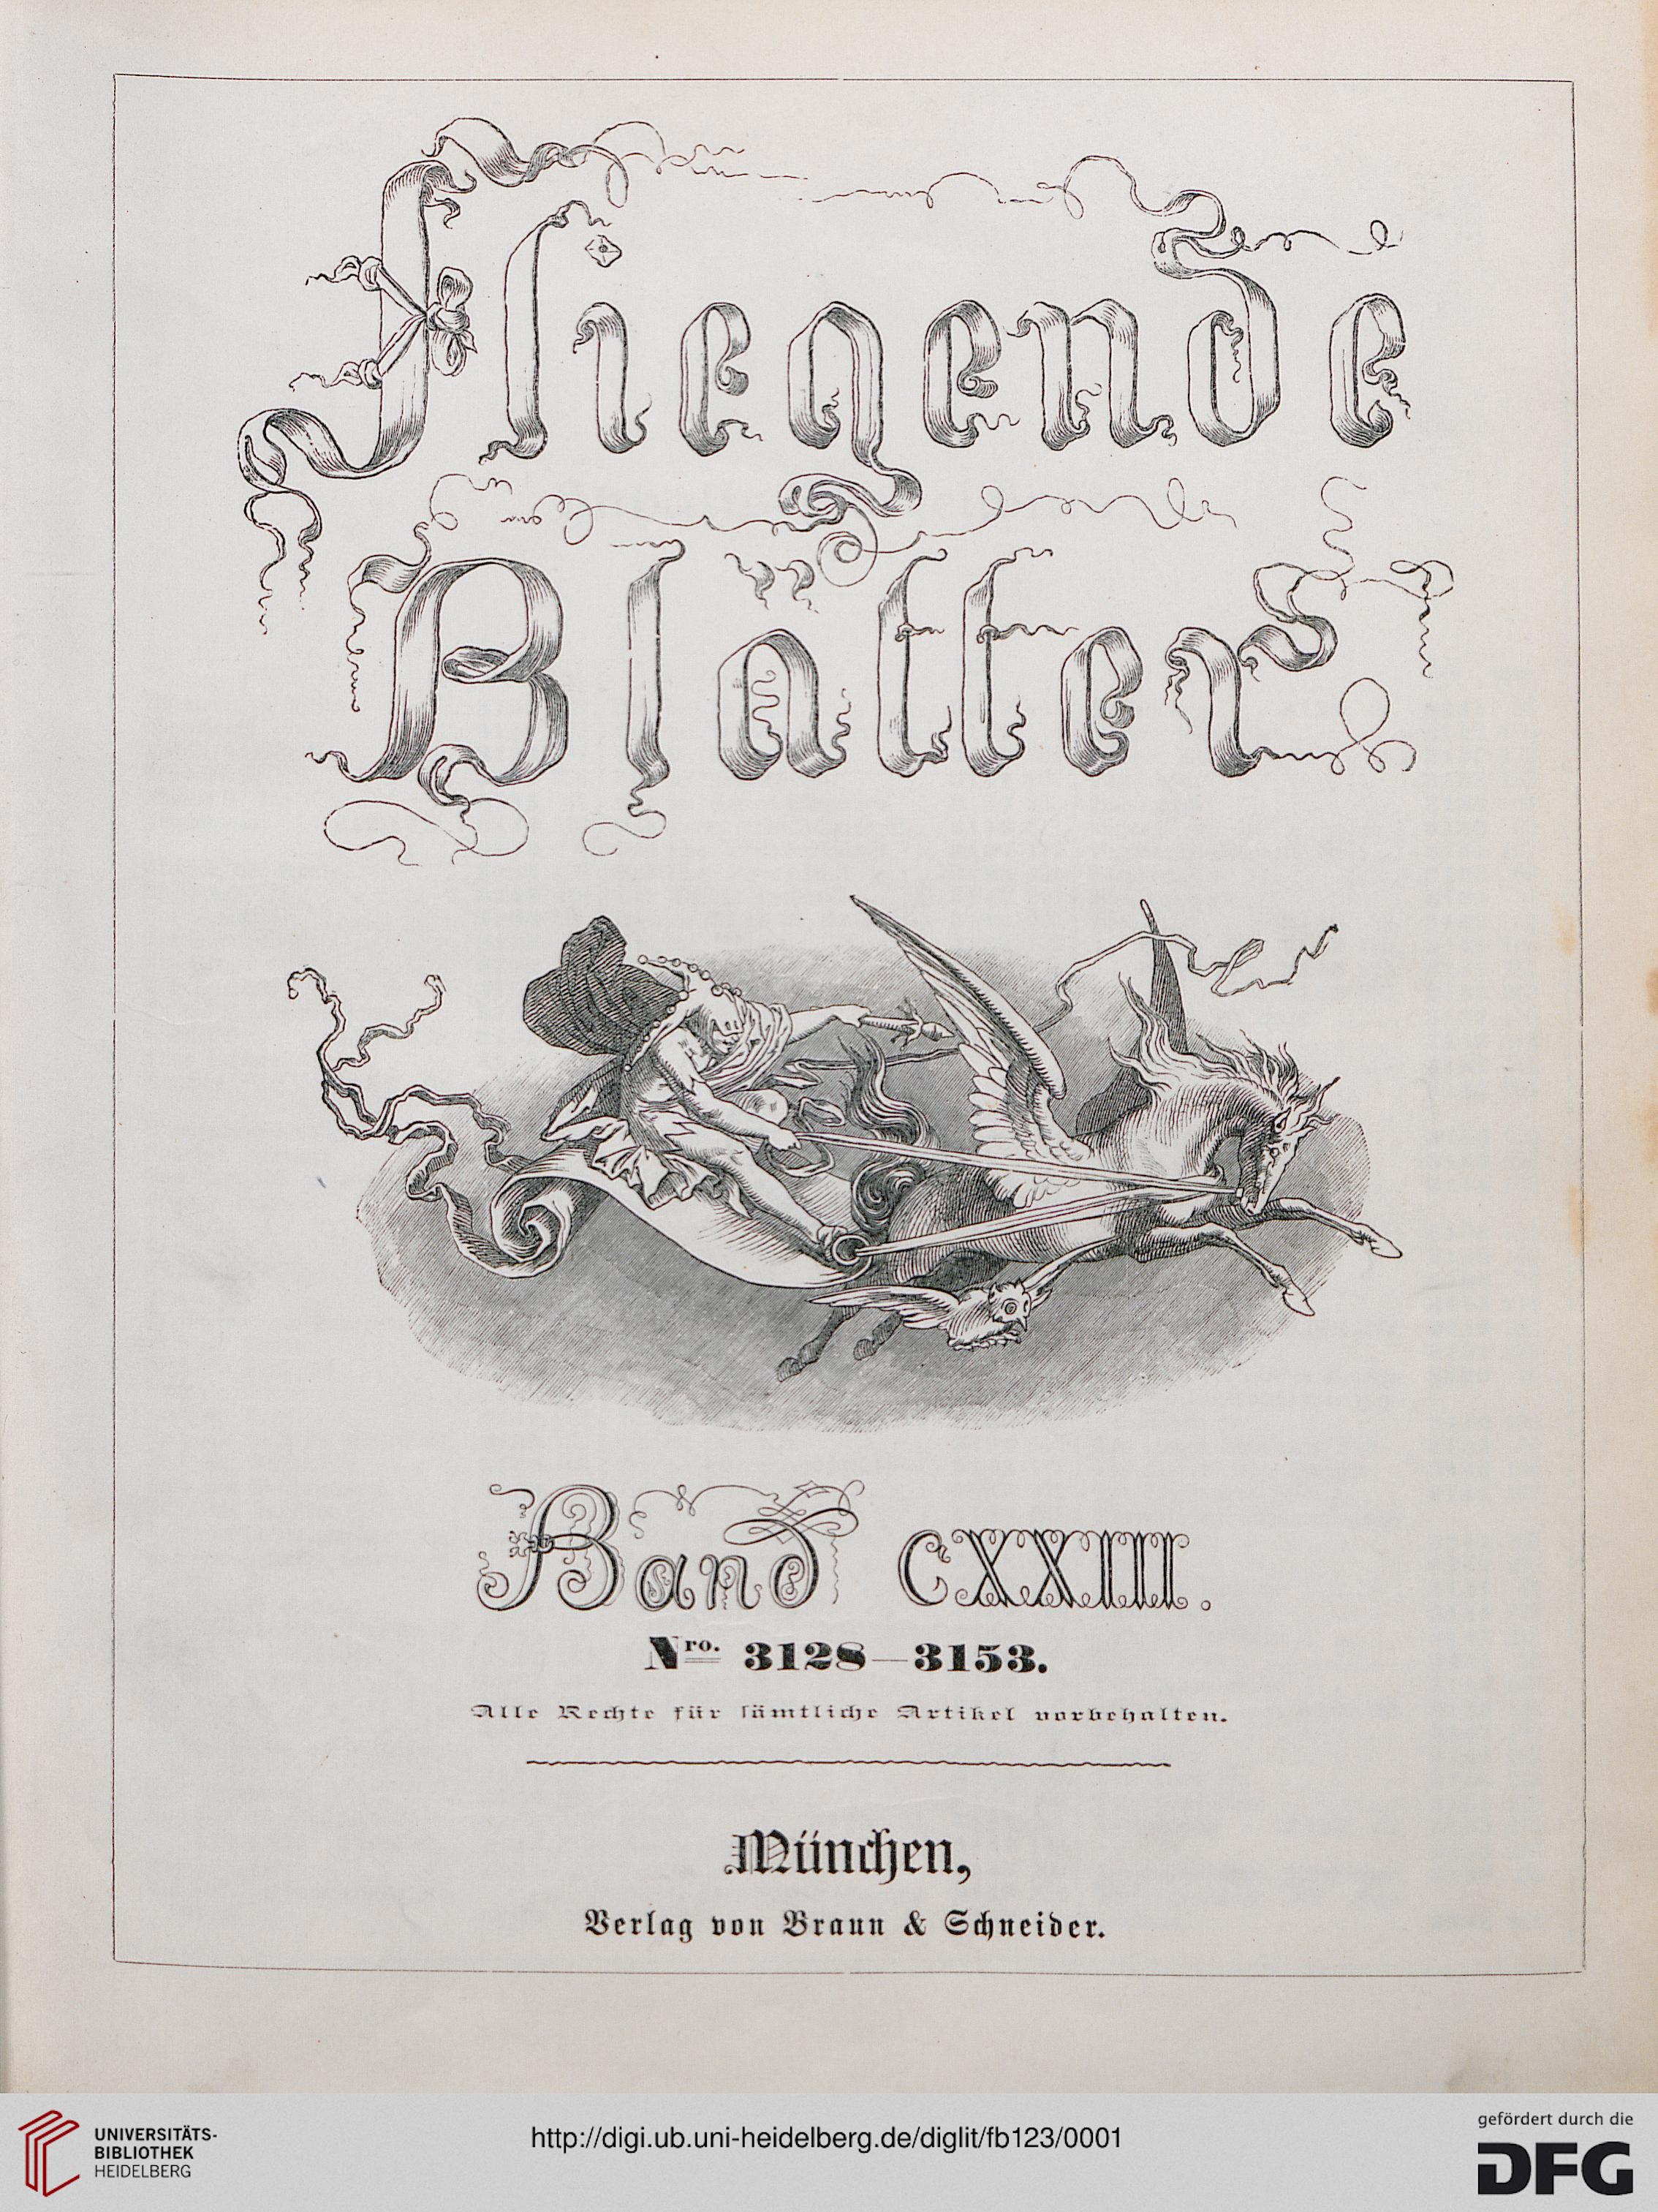 Fliegende
Blätter
Band CXXIII.
Nro. 3128—3153.
Alle Rechte für sämtliche Artikel vorbehalten.
München,
Verlag von Braun & Schneider.
UNIVERSITÄTS-
BIBLIOTHEK
HEIDELBERG
http://digi.ub.uni-heidelberg.de/diglit/fb123/0001
gefördert durch die
DFG